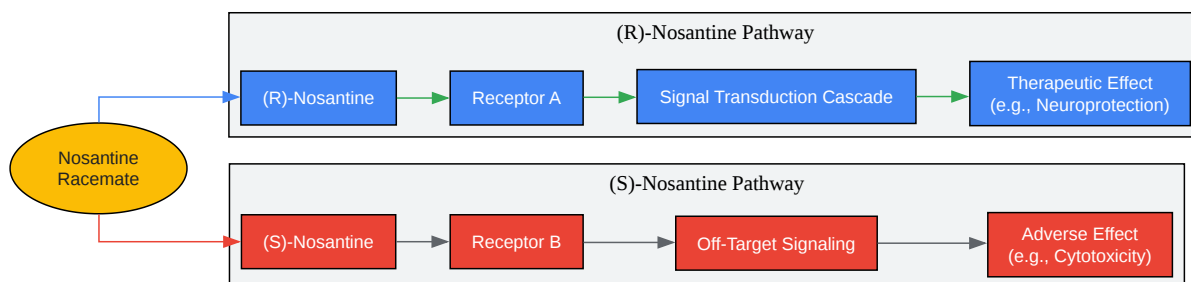 (R)-Nosantine Pathway
(R)-Nosantine
Receptor A
Signal Transduction Cascade
Therapeutic Effect
(e.g., Neuroprotection)
Nosantine
Racemate
(S)-Nosantine Pathway
(S)-Nosantine
Receptor B
Off-Target Signaling
Adverse Effect
(e.g., Cytotoxicity)